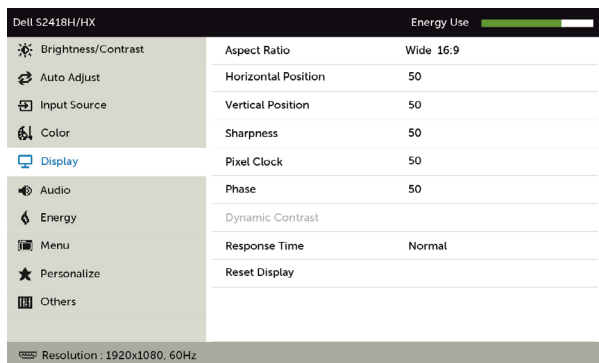 Dell S2418H/HX Energy Use
Brightness/Contrast
Auto Adjust
Input Source
Color
Display
Audio
Energy
Menu
Personalize
Others
Aspect Ratio Wide 16:9
Horizontal Position 50
Vertical Position 50
Sharpness 50
Pixel Clock 50
Phase 50
Dynamic Contrast
Response Time Normal
Reset Display
Resolution : 1920x1080, 60Hz